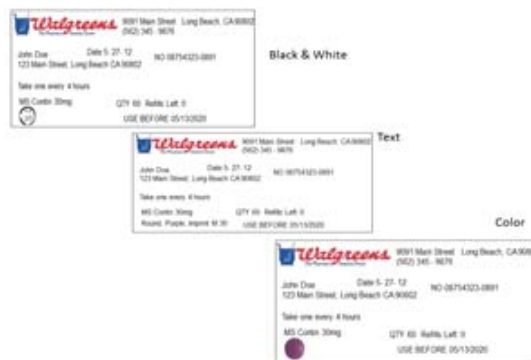 Walgreens 9091 Main Street Long Beach, CA 90802
(562) 345 - 9876
John Doe Date 5- 27- 12 NO 08754323-0891
123 Main Street, Long Beach CA 90802
Take one every 4 hours
MS Contin 30mg QTY 60 Refills Left: 0
USE BEFORE 05/13/2020
Black & White
Walgreens 9091 Main Street Long Beach, CA 90802
(562) 345 - 9876
John Doe Date 5- 27- 12 NO 08754323-0891
123 Main Street, Long Beach CA 90802
Take one every 4 hours
MS Contin 30mg QTY 60 Refills Left: 0
Round, Purple, Imprint M 30 USE BEFORE 05/13/2020
Text
Color
Walgreens 9091 Main Street Long Beach, CA 908
(562) 345 - 9876
John Doe Date 5- 27- 12 NO 08754323-0891
123 Main Street, Long Beach CA 90802
Take one every 4 hours
MS Contin 30mg QTY 60 Refills Left: 0
USE BEFORE 05/13/2020